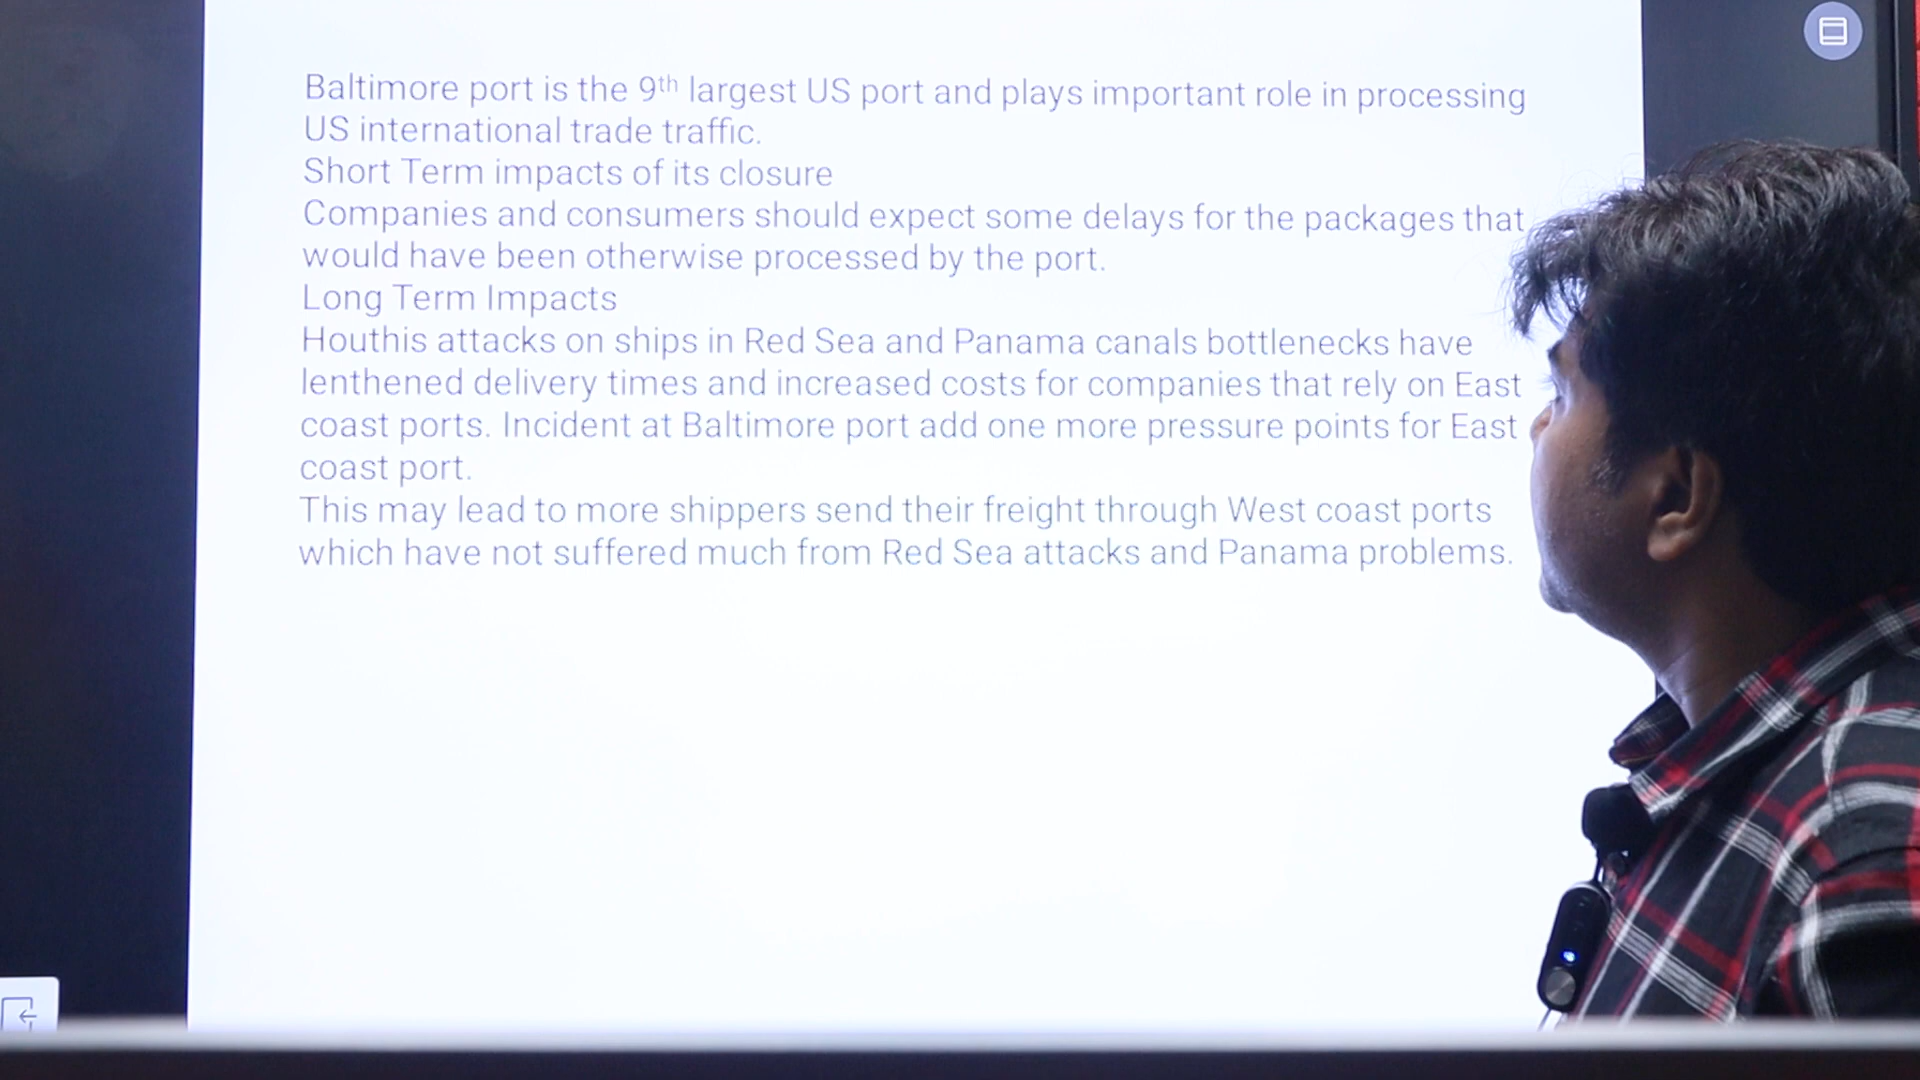 Baltimore port is the 9th largest US port and plays important role in processing
US international trade traffic.
Short Term impacts of its closure
Companies and consumers should expect some delays for the packages that
would have been otherwise processed by the port.
Long Term Impacts
Houthis attacks on ships in Red Sea and Panama canals bottlenecks have
lenthened delivery times and increased costs for companies that rely on East
coast ports. Incident at Baltimore port add one more pressure points for East
coast port.
This may lead to more shippers send their freight through West coast ports
which have not suffered much from Red Sea attacks and Panama problems.